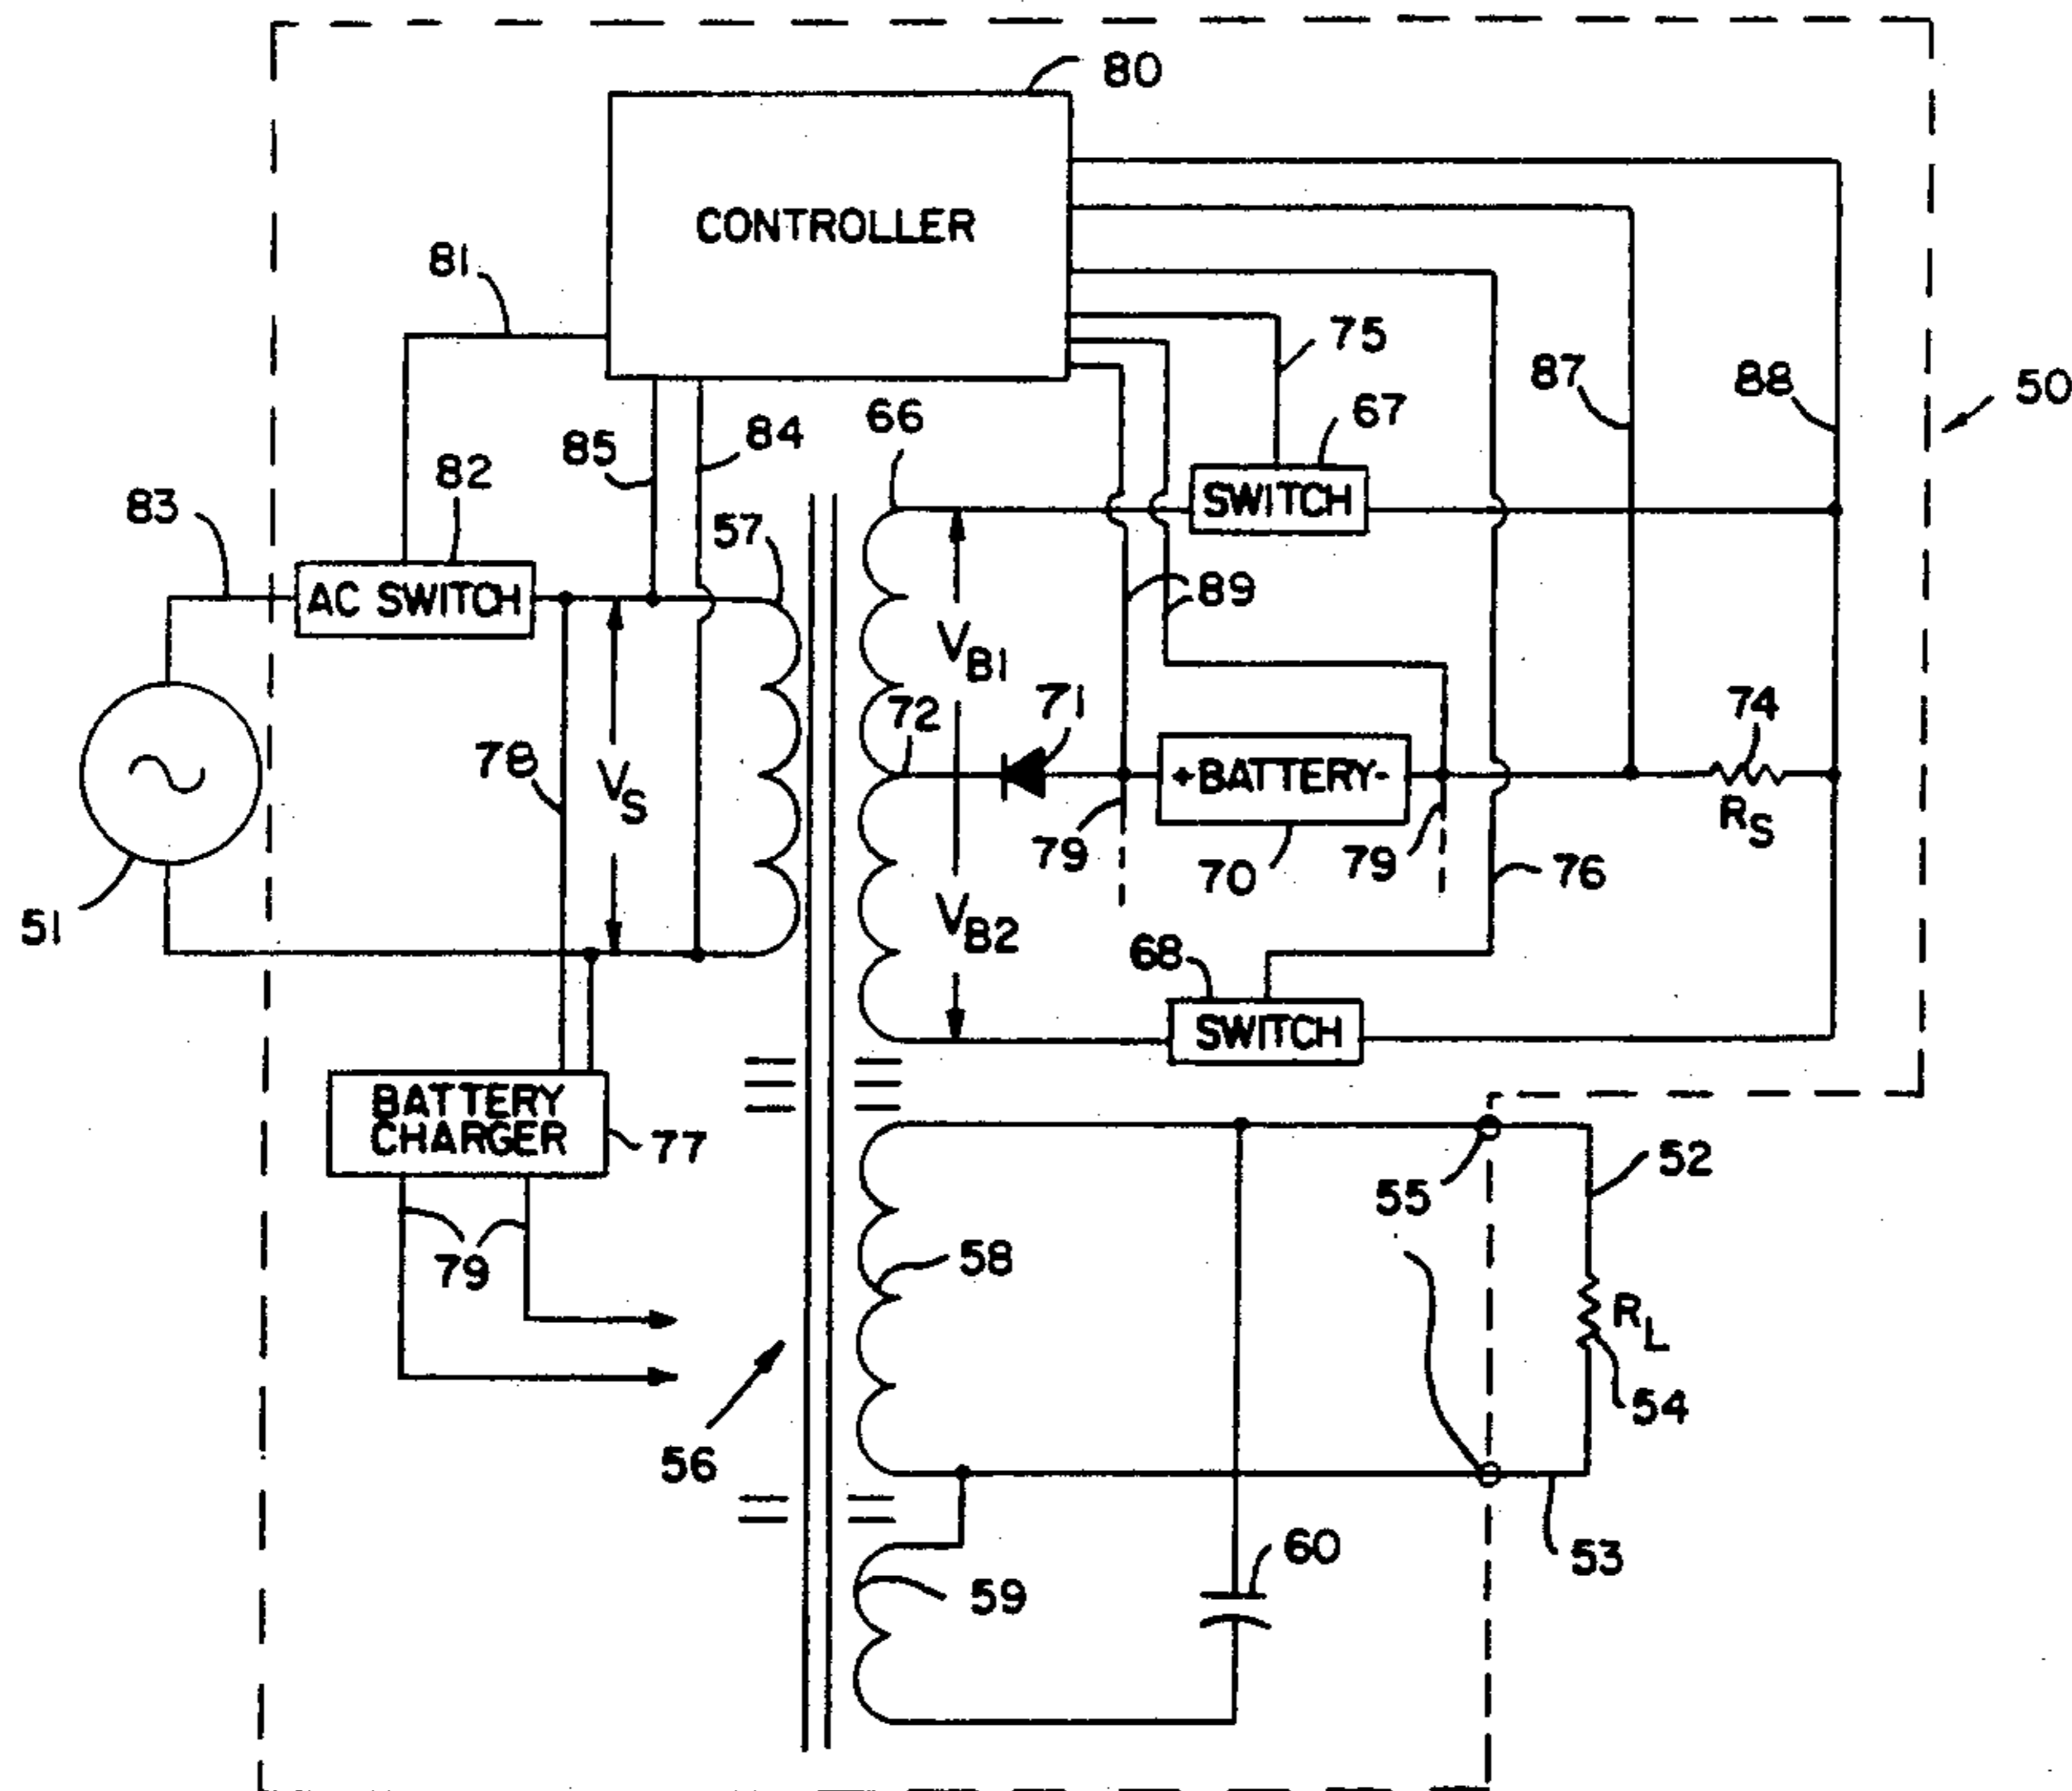 80
CONTROLLER
81
75
87
88
50
85
84
66
67
82
SWITCH
83
57
AC SWITCH
89
VB1
71
74
72
78
VS
+BATTERY-
RS
79
70
79
76
51
VB2
68
SWITCH
BATTERY
CHARGER
77
52
55
79
58
RL
54
56
60
53
59